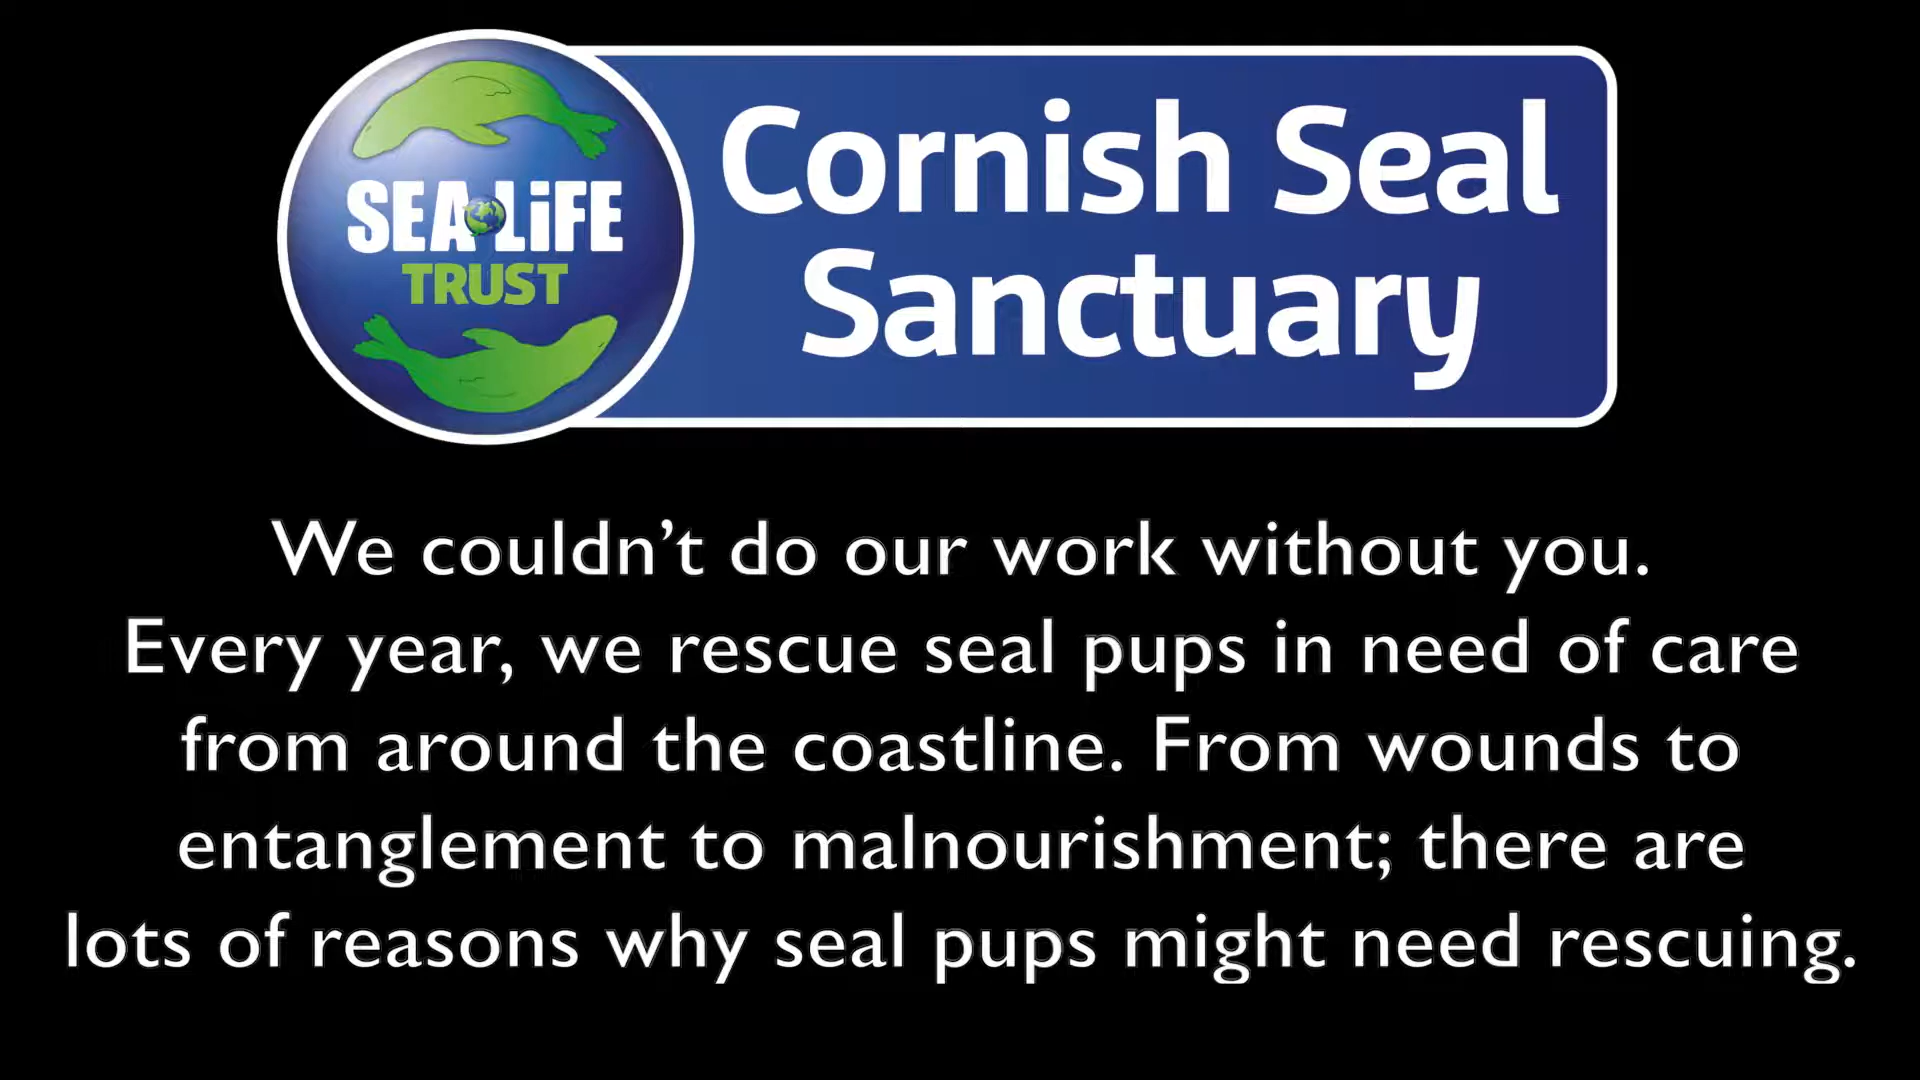 SEA LiFE
TRUST
Cornish Seal
Sanctuary
We couldn’t do our work without you.
Every year, we rescue seal pups in need of care
from around the coastline. From wounds to
entanglement to malnourishment; there are
lots of reasons why seal pups might need rescuing.